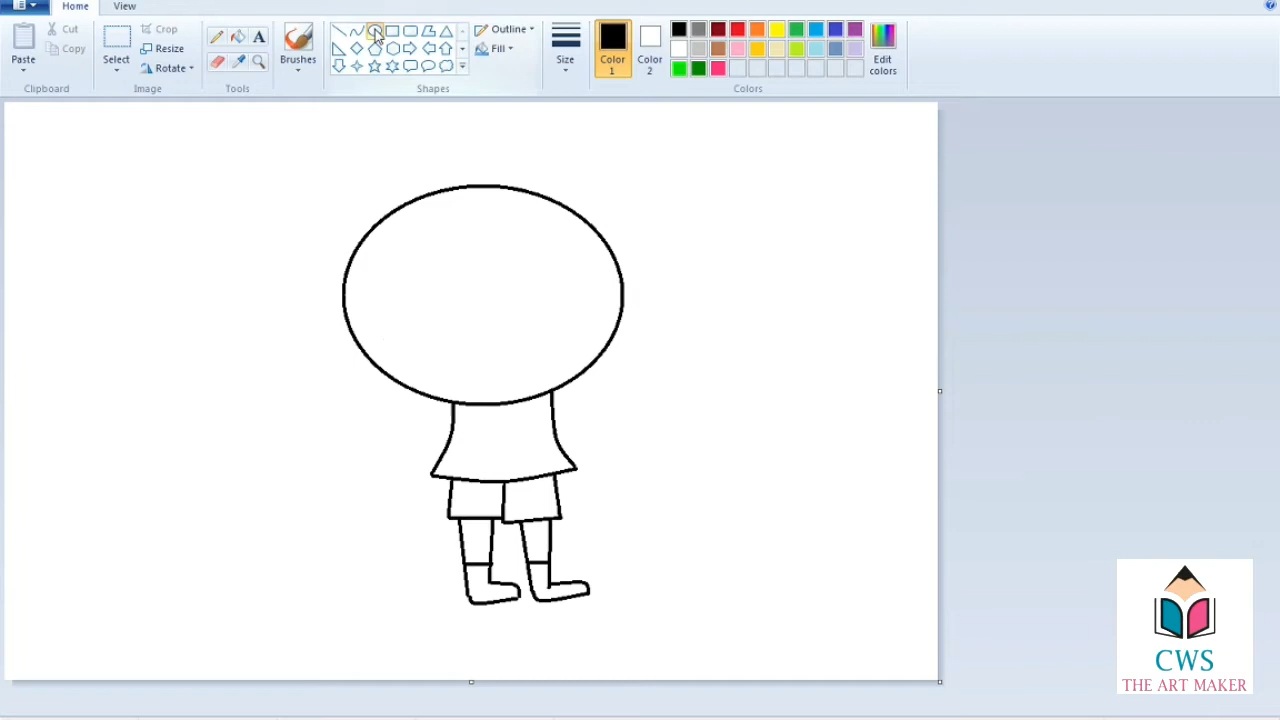 Home View
Cut
Copy
Paste
Clipboard
Crop
Resize
Rotate
Select
Image
A
Tools
Brushes
Shapes
Outline
Fill
Size
Color 1
Color 2
Edit colors
Colors
CWS
THE ART MAKER